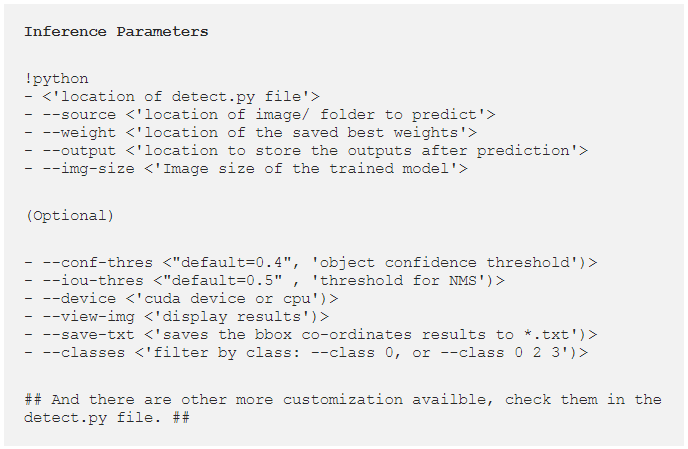 Inference Parameters
!python
- <'location of detect.py file'>
- --source <'location of image/ folder to predict'>
- --weight <'location of the saved best weights'>
- --output <'location to store the outputs after prediction'>
- --img-size <'Image size of the trained model'>
(Optional)
- --conf-thres <"default=0.4", 'object confidence threshold')>
- --iou-thres <"default=0.5" , 'threshold for NMS')>
- --device <'cuda device or cpu')>
- --view-img <'display results')>
- --save-txt <'saves the bbox co-ordinates results to *.txt')>
- --classes <'filter by class: --class 0, or --class 0 2 3')>
## And there are other more customization availble, check them in the
detect.py file. ##